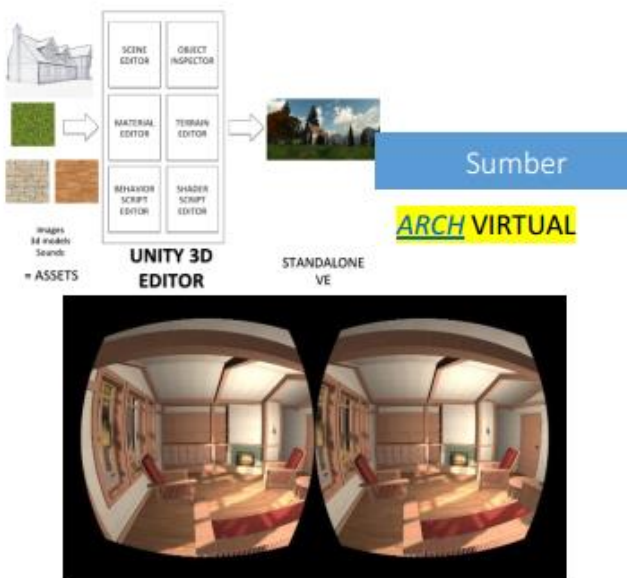 SCENE
EDITOR
OBJECT
INSPECTOR
MATERIAL
EDITOR
TERRAIN
EDITOR
BEHAVIOR
SCRIPT
EDITOR
SHADER
SCRIPT
EDITOR
Images
3d models
Sounds
= ASSETS
UNITY 3D
EDITOR
STANDALONE
VE
Sumber
ARCH VIRTUAL